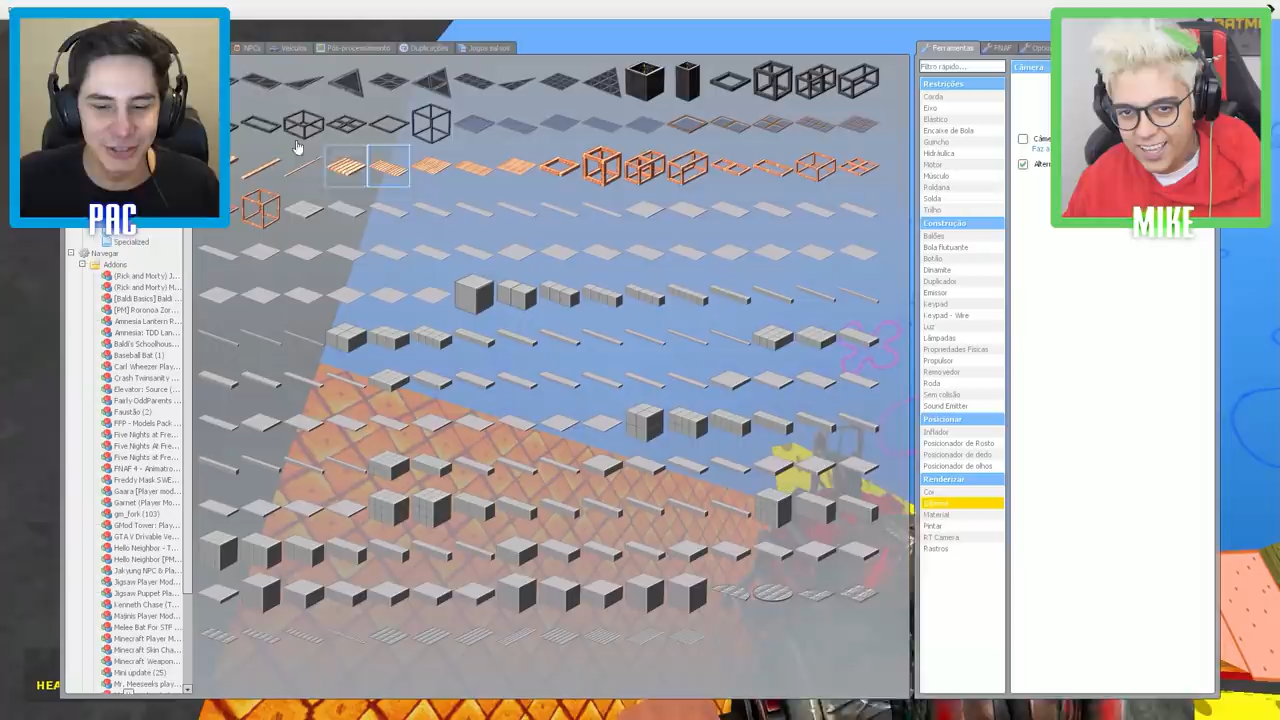 BATM
NPCs
Veículos
Pós-processamento
Duplicações
Jogos salvos
Ferramentas
FNAF
Filtro rápido...
Câmera
Restrições
Corda
Eixo
Elástico
Encaixe de Bola
Guincho
Hidráulica
Motor
Músculo
Roldana
Solda
Trilho
Construção
Balões
Boia flutuante
Botão
Dinamite
Duplicador
Emissor
Keypad
Keypad - Wire
Luz
Lâmpadas
Propriedades Físicas
Propulsor
Removedor
Roda
Sem colisão
Sound Emitter
Posicionar
Inflador
Posicionador de Rosto
Posicionador de dedo
Posicionador de olhos
Renderizar
Cor
Câmera
Material
Pintar
RT Camera
Rastros
PAC
MIKE
Specialized
Navegar
Addons
(Rick and Morty) J...
(Rick and Morty) M...
[Baldi Basics] Baldi ...
[PM] Roronoa Zor...
Amnesia Lantern R...
Amnesia: TDD Lan...
Baldi's Schoolhous...
Baseball Bat (1)
Carl Wheezer Play...
Crash Twinsanity ...
Elevator: Source (...
Fairly OddParents ...
Faustão (2)
FFP - Models Pack ...
Five Nights at Fre...
Five Nights At Fre...
Five Nights at Fre...
FNAF 4 - Animatro...
Freddy Mask SWE...
Gaara [Player mod...
Garnet (Player Mo...
gm_fork (103)
GMod Tower: Play...
GTA V Drivable Ve...
Hello Neighbor - T...
Hello Neighbor [PM...
Jakiyung NPC & Pla...
Jigsaw Player Mod...
Jigsaw Puppet Pla...
Kenneth Chase (T...
Majinis Player Mod...
Melee Bat For STF ...
Minecraft Player M...
Minecraft Skin Cha...
Minecraft Weapon...
Mini update (25)
Mr. Meeseeks play...
HEA